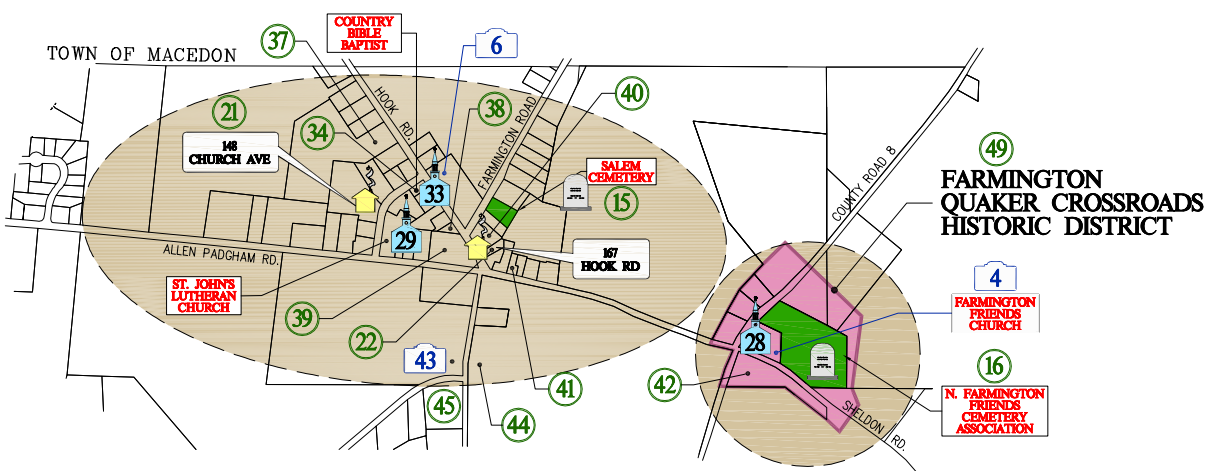 TOWN OF MACEDON
37
COUNTRY
BIBLE
BAPTIST
6
21
148
CHURCH AVE
34
HOOK RD.
38
FARMINGTON ROAD
40
33
SALEM
CEMETERY
15
29
167
HOOK RD
ALLEN PADGHAM RD.
ST. JOHN'S
LUTHERAN
CHURCH
39
22
43
45
44
41
42
COUNTY ROAD 8
49
FARMINGTON
QUAKER CROSSROADS
HISTORIC DISTRICT
4
FARMINGTON
FRIENDS
CHURCH
28
16
N. FARMINGTON
FRIENDS
CEMETERY
ASSOCIATION
SHELDON RD.